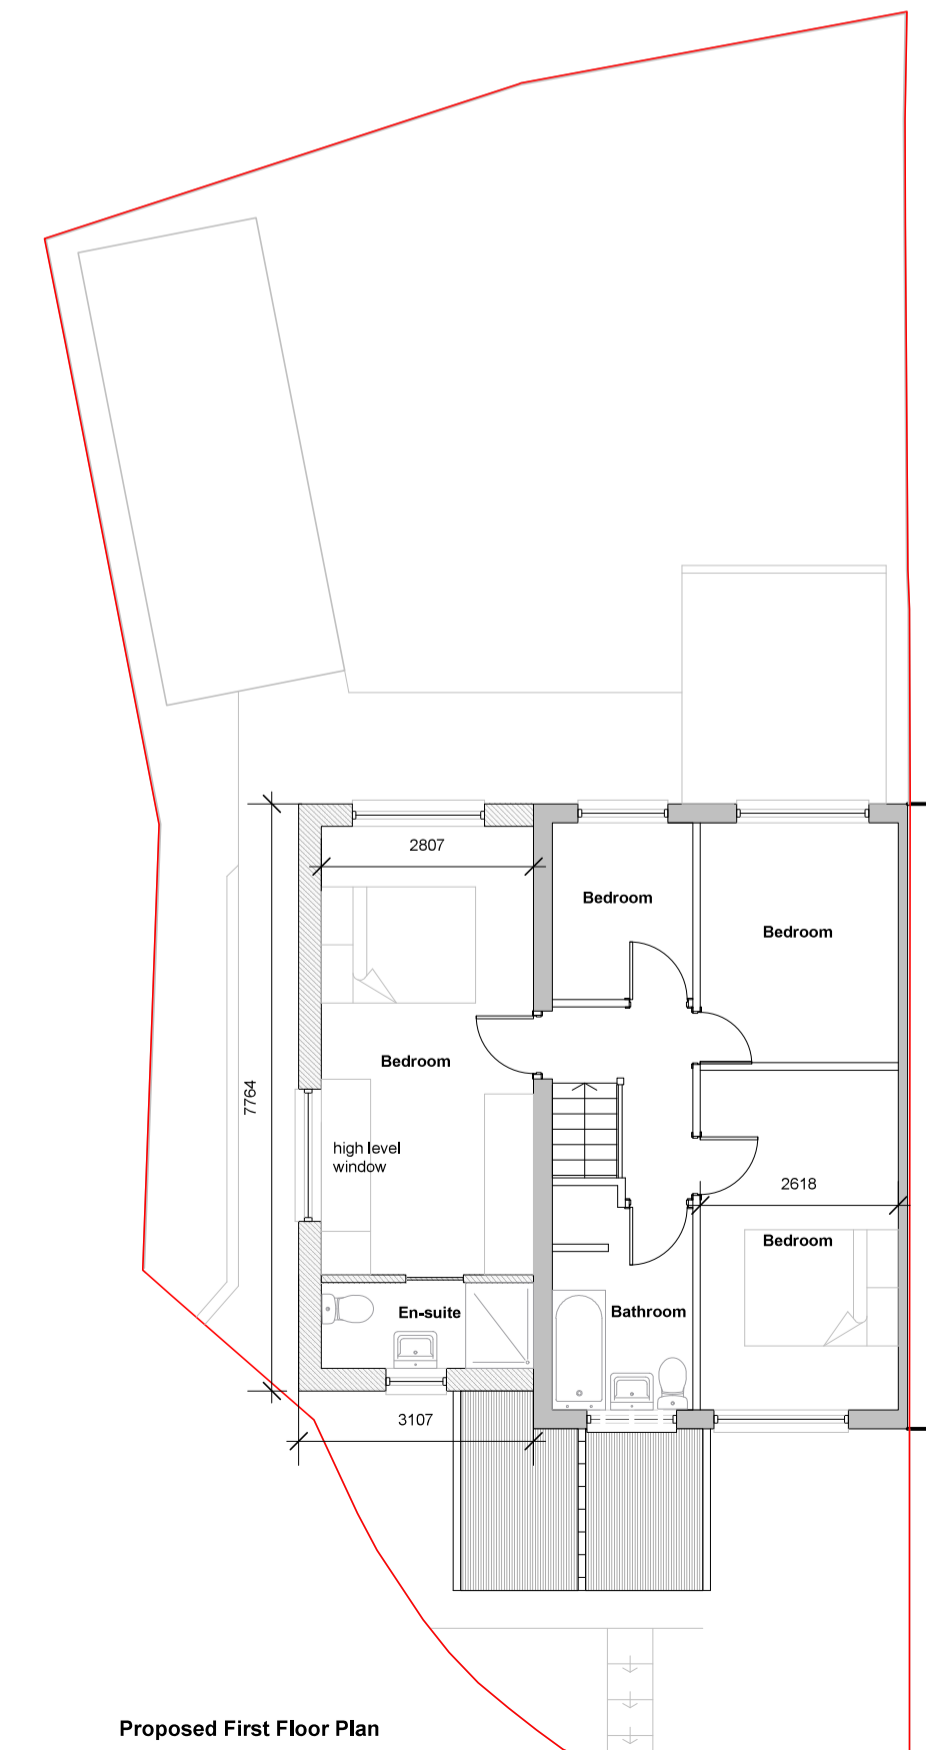 2807
Bedroom
Bedroom
Bedroom
7764
high level
window
2618
Bedroom
En-suite
Bathroom
3107
Proposed First Floor Plan